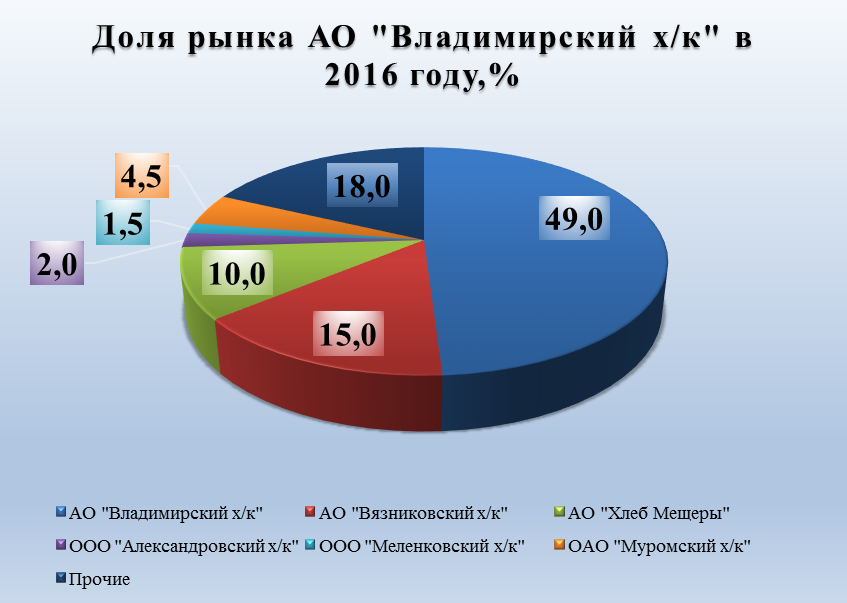 Доля рынка АО "Владимирский х/к" в
2016 году,%
4,5
18,0
49,0
1,5
2,0
10,0
15,0
АО "Владимирский х/к" АО "Вязниковский х/к" АО "Хлеб Мещеры"
ООО "Александровский х/к" ООО "Меленковский х/к" ОАО "Муромский х/к"
Прочие